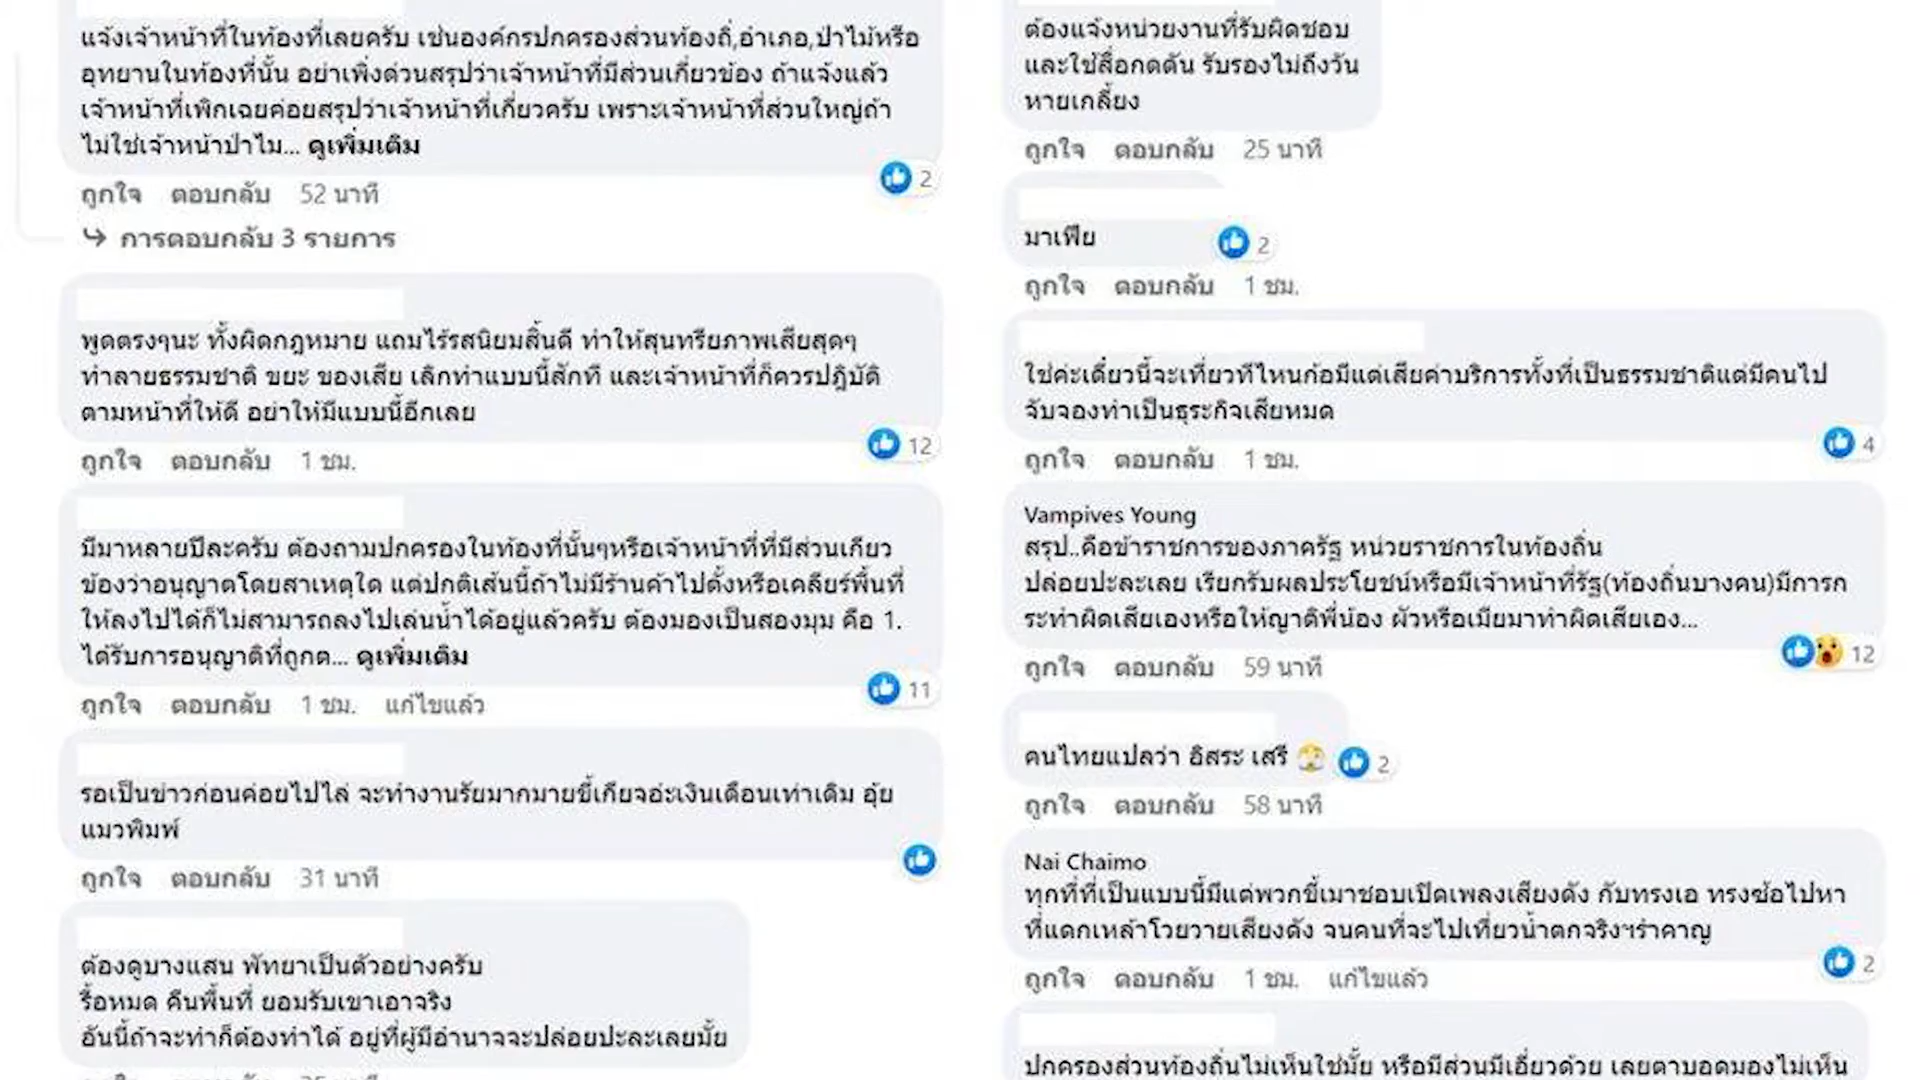 แจ้งเจ้าหน้าที่ในท้องที่เลยครับ เช่นองค์กรปกครองส่วนท้องถิ่,อำเภอ,ป่าไม้หรือ
อุทยานในท้องที่นั้น อย่าเพิ่งด่วนสรุปว่าเจ้าหน้าที่มีส่วนเกี่ยวข้อง ถ้าแจ้งแล้ว
เจ้าหน้าที่เพิกเฉยค่อยสรุปว่าเจ้าหน้าที่เกี่ยวครับ เพราะเจ้าหน้าที่ส่วนใหญ่ถ้า
ไม่ใช่เจ้าหน้าป่าไม... ดูเพิ่มเติม
2
ถูกใจ ตอบกลับ 52 นาที
การตอบกลับ 3 รายการ
พูดตรงๆนะ ทั้งผิดกฎหมาย แถมไร้รสนิยมสิ้นดี ทำให้สุนทรียภาพเสียสุดๆ
ทำลายธรรมชาติ ขยะ ของเสีย เลิกทำแบบนี้สักที และเจ้าหน้าที่ก็ควรปฎิบัติ
ตามหน้าที่ให้ดี อย่าให้มีแบบนี้อีกเลย
12
ถูกใจ ตอบกลับ 1 ชม.
มีมาหลายปีละครับ ต้องถามปกครองในท้องที่นั้นๆหรือเจ้าหน้าที่ที่มีส่วนเกี่ยว
ข้องว่าอนุญาตโดยสาเหตุใด แต่ปกติเส้นนี้ถ้าไม่มีร้านค้าไปตั้งหรือเคลียร์พื้นที่
ให้ลงไปได้ก็ไม่สามารถลงไปเล่นน้ำได้อยู่แล้วครับ ต้องมองเป็นสองมุม คือ 1.
ได้รับการอนุญาติที่ถูกต... ดูเพิ่มเติม
11
ถูกใจ ตอบกลับ 1 ชม. แก้ไขแล้ว
รอเป็นข่าวก่อนค่อยไปไล่ จะทำงานรัยมากมายขี้เกียจอ่ะเงินเดือนเท่าเดิม อุ้ย
แมวพิมพ์
ถูกใจ ตอบกลับ 31 นาที
ต้องดูบางแสน พัทยาเป็นตัวอย่างครับ
รื้อหมด คืนพื้นที่ ยอมรับเขาเอาจริง
อันนี้ถ้าจะทำก็ต้องทำได้ อยู่ที่ผู้มีอำนาจจะปล่อยปะละเลยมั้ย
ต้องแจ้งหน่วยงานที่รับผิดชอบ
และใช้สื่อกดดัน รับรองไม่ถึงวัน
หายเกลี้ยง
ถูกใจ ตอบกลับ 25 นาที
มาเฟีย
2
ถูกใจ ตอบกลับ 1 ชม.
ใช่ค่ะเดี๋ยวนี้จะเที่ยวทีไหนก้อมีแต่เสียค่าบริการทั้งที่เป็นธรรมชาติแต่มีคนไป
จับจองทำเป็นธุระกิจเสียหมด
4
ถูกใจ ตอบกลับ 1 ชม.
Vampives Young
สรุป..คือข้าราชการของภาครัฐ หน่วยราชการในท้องถิ่น
ปล่อยปะละเลย เรียกรับผลประโยชน์หรือมีเจ้าหน้าที่รัฐ(ท้องถิ่นบางคน)มีการก
ระทำผิดเสียเองหรือให้ญาติพี่น้อง ผัวหรือเมียมาทำผิดเสียเอง...
12
ถูกใจ ตอบกลับ 59 นาที
คนไทยแปลว่า อิสระ เสรี
2
ถูกใจ ตอบกลับ 58 นาที
Nai Chaimo
ทุกที่ที่เป็นแบบนี้มีแต่พวกขี้เมาชอบเปิดเพลงเสียงดัง กับทรงเอ ทรงซ้อไปหา
ที่แดกเหล้าโวยวายเสียงดัง จนคนที่จะไปเที่ยวน้ำตกจริงฯรำคาญ
2
ถูกใจ ตอบกลับ 1 ชม. แก้ไขแล้ว
ปกครองส่วนท้องถิ่นไม่เห็นใช่มั้ย หรือมีส่วนมีเอี่ยวด้วย เลยตาบอดมองไม่เห็น